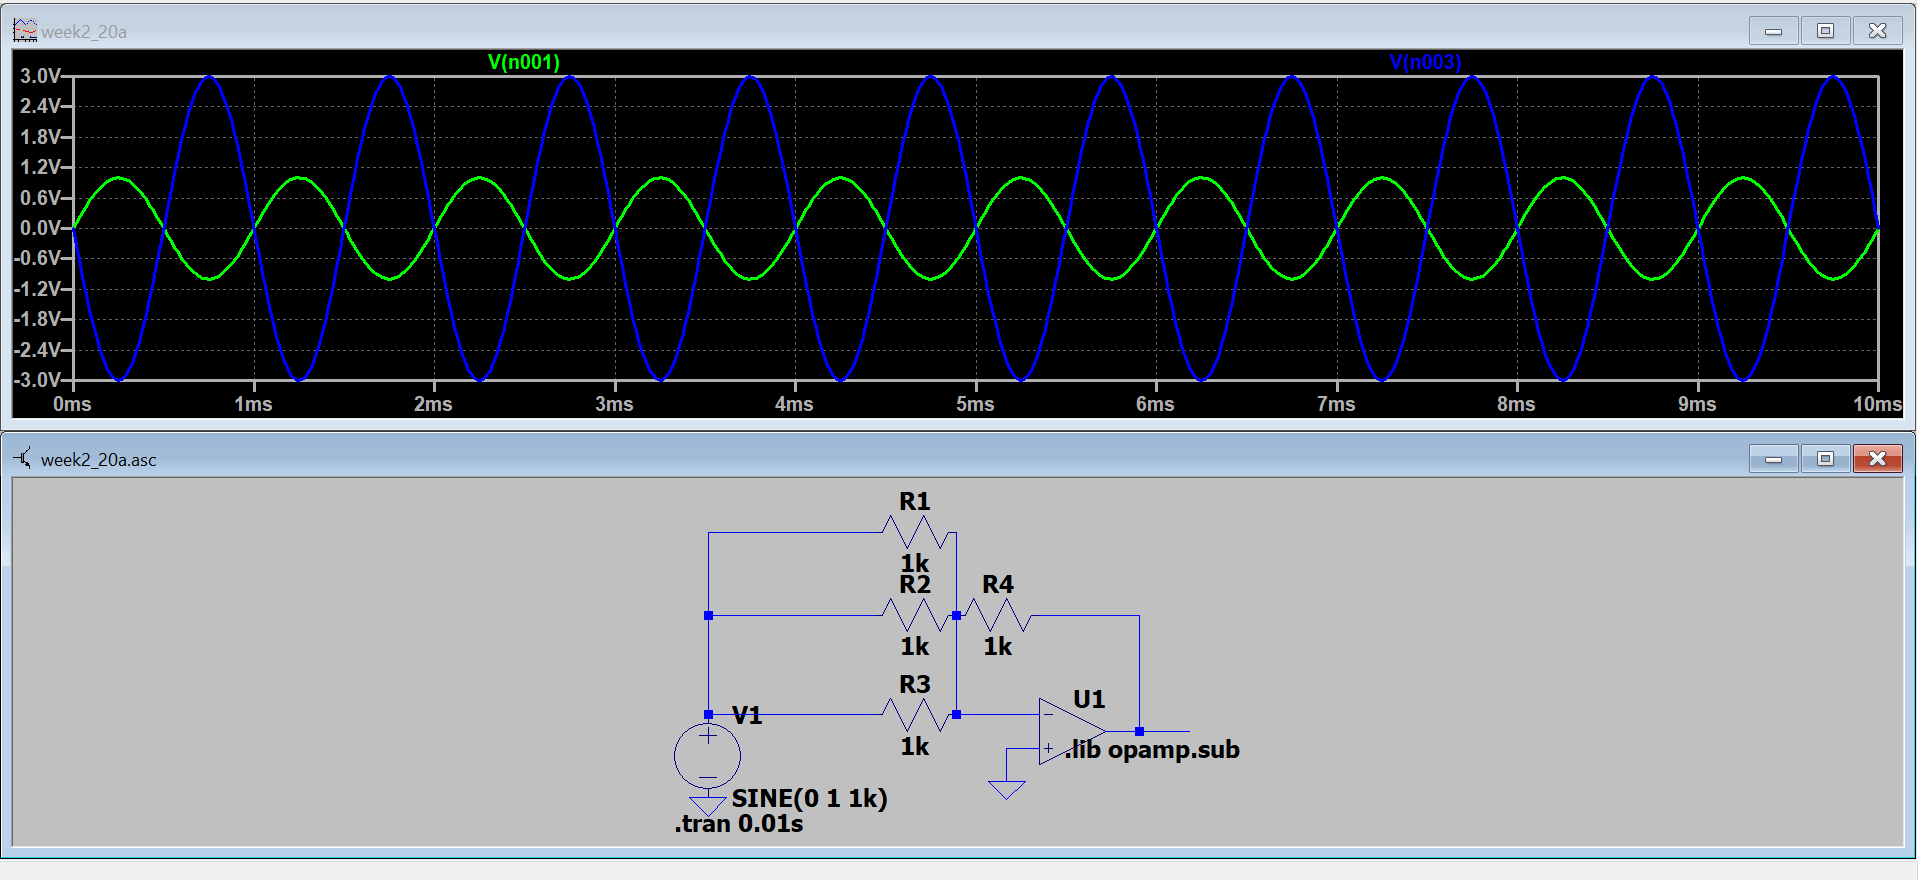 week2_20a
V(n001) V(n003)
3.0V
2.4V
1.8V
1.2V
0.6V
0.0V
-0.6V
-1.2V
-1.8V
-2.4V
-3.0V
0ms 1ms 2ms 3ms 4ms 5ms 6ms 7ms 8ms 9ms 10ms
week2_20a.asc
R1
1k
R2 R4
1k 1k
R3
1k
V1
U1
.lib opamp.sub
SINE(0 1 1k)
.tran 0.01s